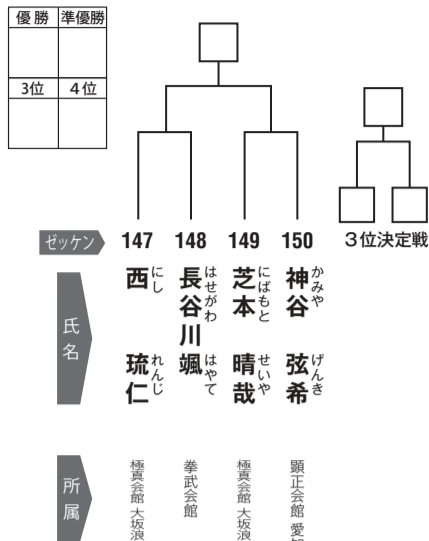 優勝 準優勝
3位 4位
3位決定戦
ゼッケン 147 148 149 150
氏名
西 琉仁
にし れんじ
長谷川 颯
はせがわ はやて
芝本 晴哉
にばもと せいや
神谷 弦希
かみや げんき
所属
極真会館 大坂浪
拳武会館
極真会館 大坂浪
顕正会館 愛知